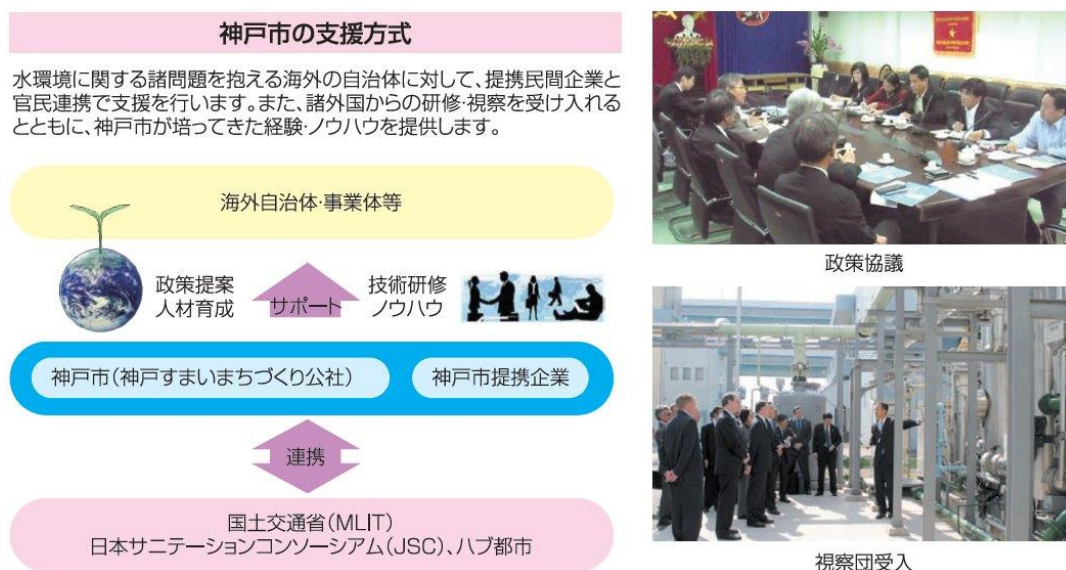 神戸市の支援方式
水環境に関する諸問題を抱える海外の自治体に対して、提携民間企業と
官民連携で支援を行います。また、諸外国からの研修・視察を受け入れる
とともに、神戸市が培ってきた経験・ノウハウを提供します。
海外自治体・事業体等
政策提案
人材育成
サポート
技術研修
ノウハウ
神戸市（神戸すまいまちづくり公社）
神戸市提携企業
連携
国土交通省（MLIT）
日本サニテーションコンソーシアム（JSC）、ハブ都市
政策協議
視察団受入